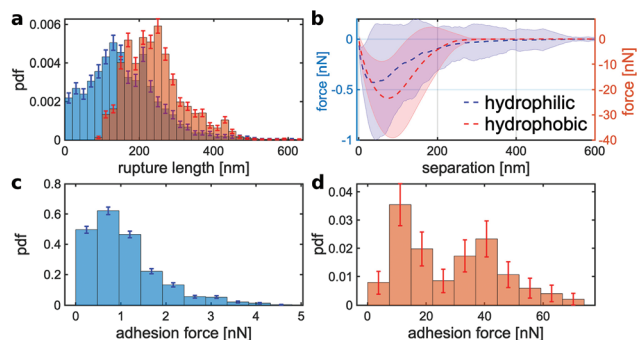 a
pdf
0.006
0.004
0.002
0
0
200
400
600
rupture length [nm]
b
force [nN]
0
-0.5
-1
0
200
400
600
separation [nm]
0
-10
-20
-30
-40
force [nN]
hydrophilic
hydrophobic
c
pdf
0.8
0.6
0.4
0.2
0.0
0
1
2
3
4
5
adhesion force [nN]
d
pdf
0.04
0.03
0.02
0.01
0
0
20
40
60
adhesion force [nN]